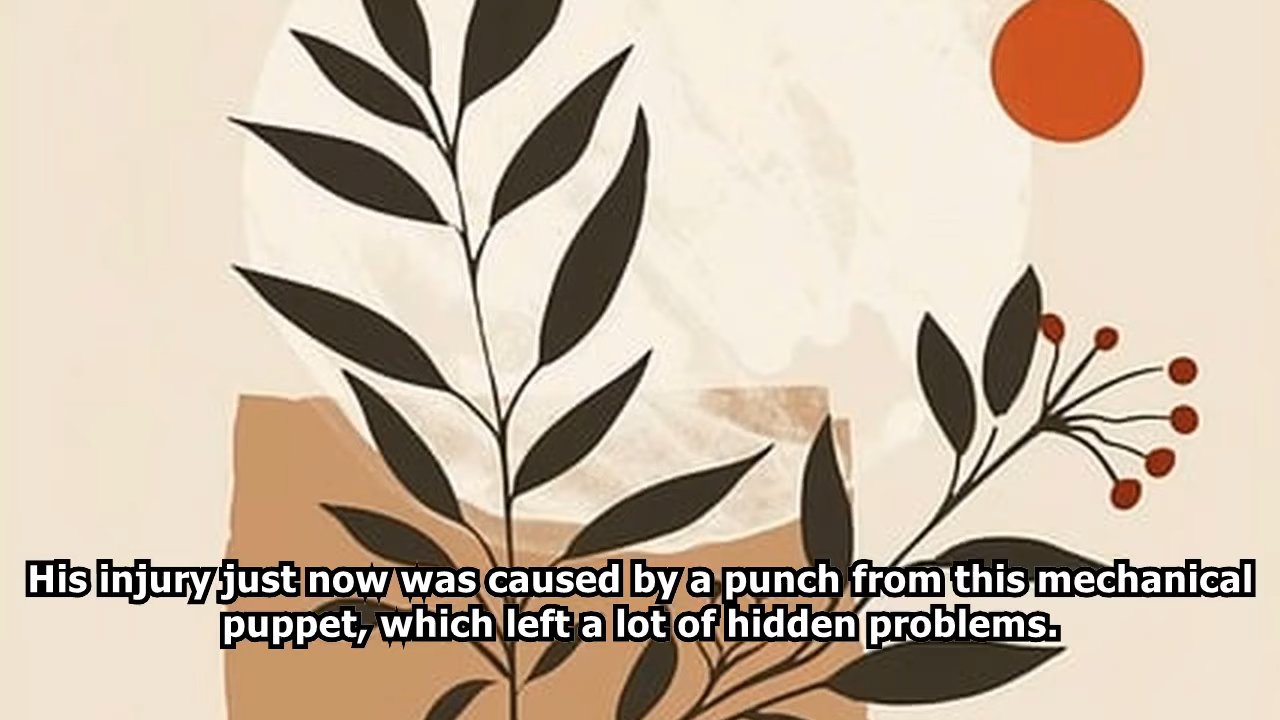 His injury just now was caused by a punch from this mechanical
puppet, which left a lot of hidden problems.